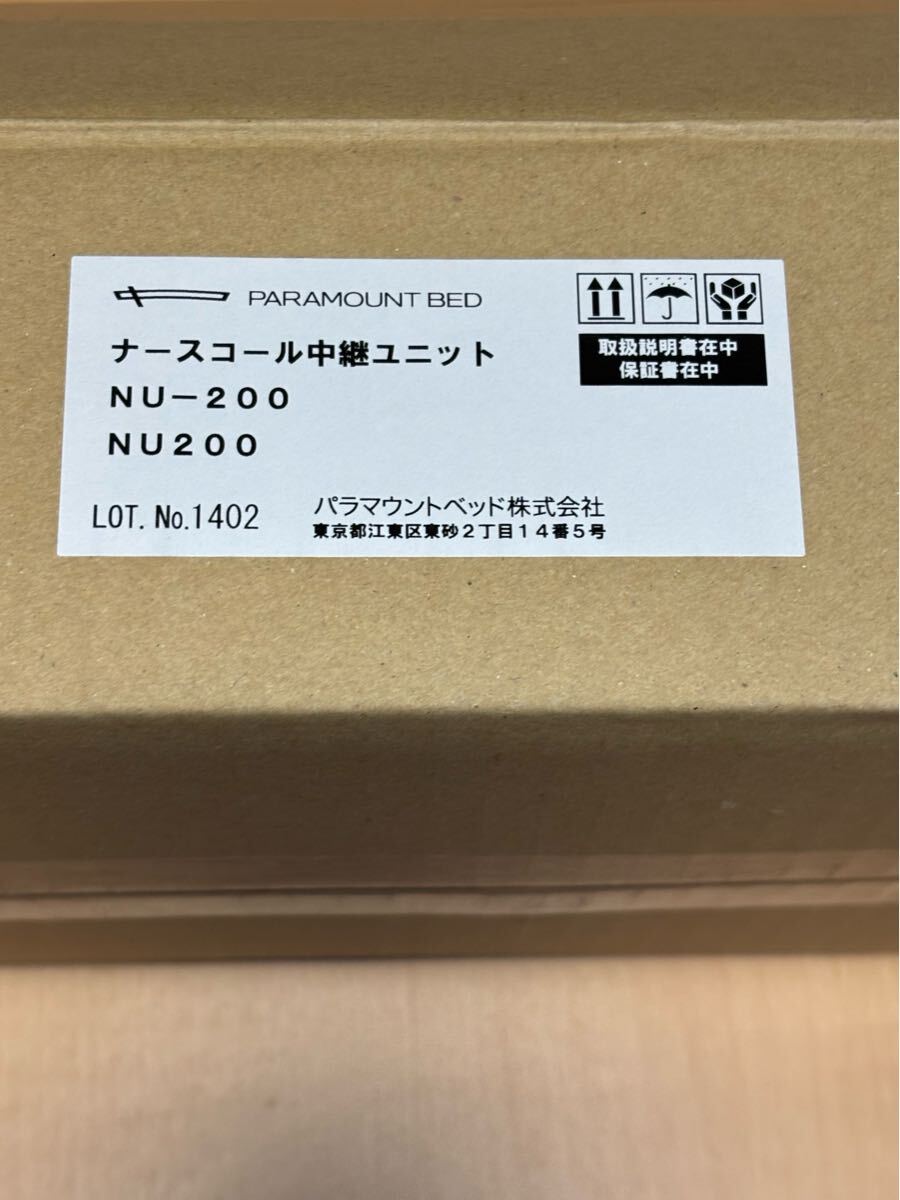 PARAMOUNT BED
ナースコール中継ユニット
NU－200
NU200
取扱説明書在中
保証書在中
LOT. No.1402
パラマウントベッド株式会社
東京都江東区東砂2丁目14番5号